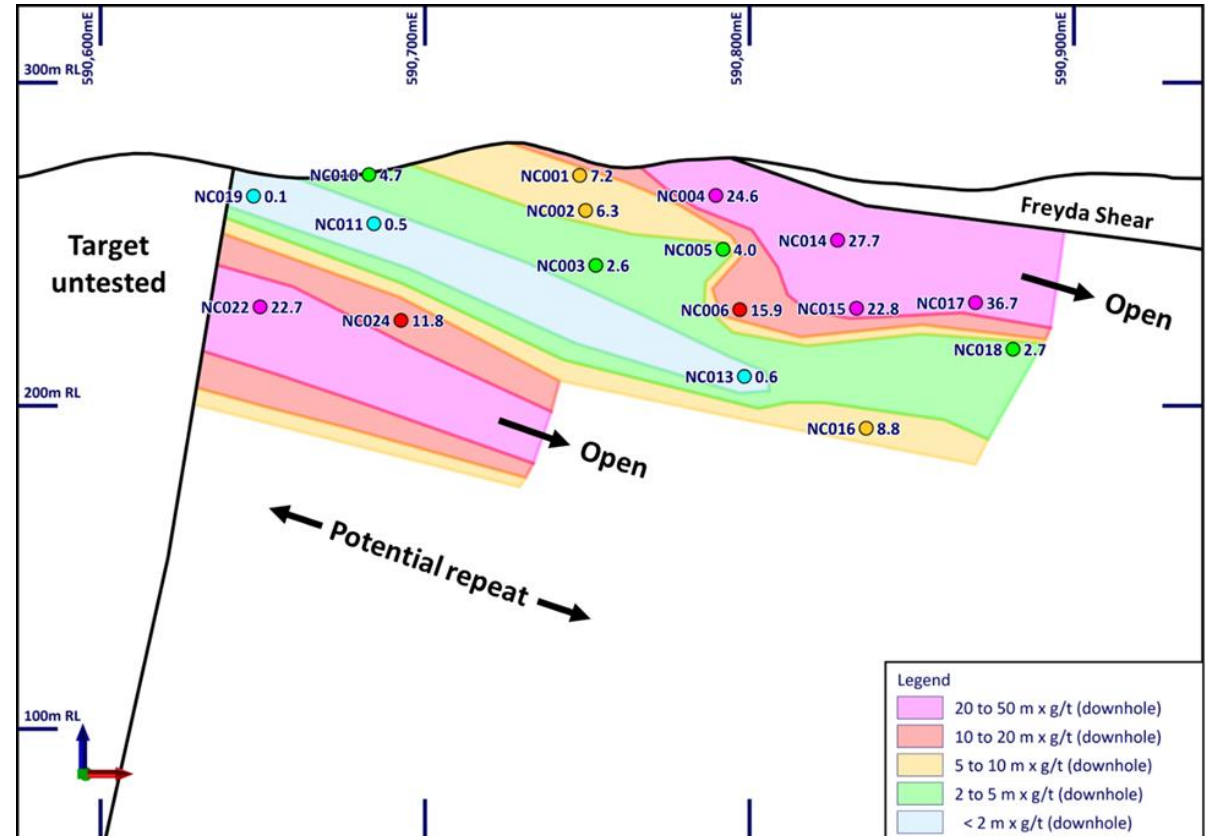 590,600mE
590,700mE
590,800mE
590,900mE
300m RL
NC010 4.7
NC001 7.2
NC019 0.1
NC004 24.6
NC002 6.3
Freyda Shear
NC011 0.5
NC014 27.7
Target
untested
NC005 4.0
NC003 2.6
Open
NC022 22.7
NC024 11.8
NC006 15.9
NC015 22.8
NC017 36.7
NC018 2.7
NC013 0.6
200m RL
NC016 8.8
Open
Potential repeat
100m RL
Legend
20 to 50 m x g/t (downhole)
10 to 20 m x g/t (downhole)
5 to 10 m x g/t (downhole)
2 to 5 m x g/t (downhole)
< 2 m x g/t (downhole)